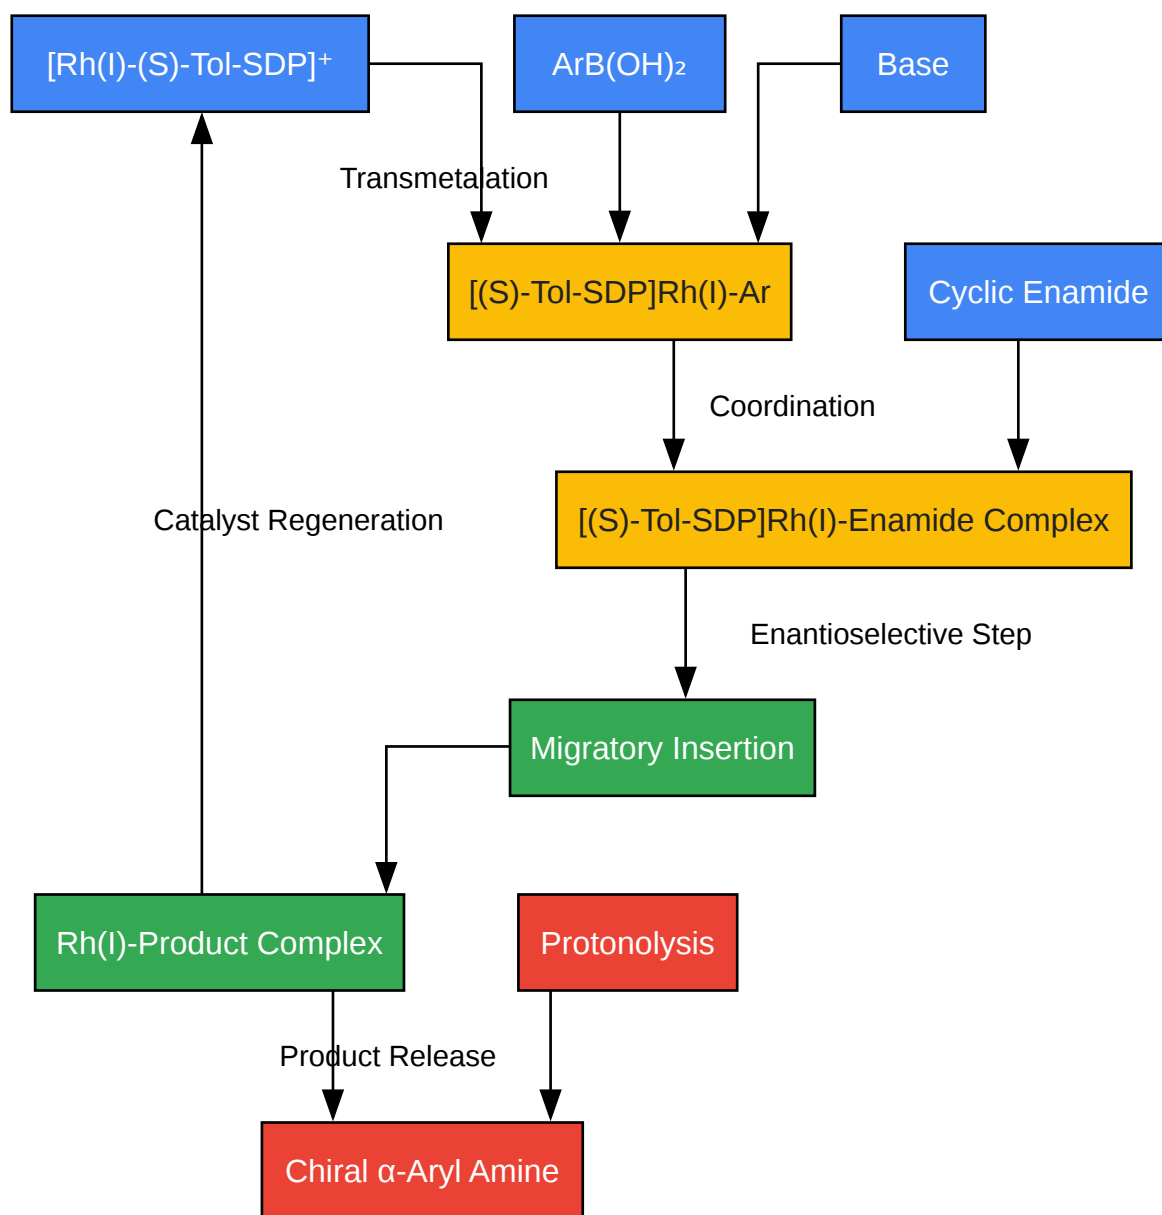 [Rh(I)-(S)-Tol-SDP]⁺
ArB(OH)₂
Base
Transmetalation
[(S)-Tol-SDP]Rh(I)-Ar
Cyclic Enamide
Coordination
[(S)-Tol-SDP]Rh(I)-Enamide Complex
Catalyst Regeneration
Enantioselective Step
Migratory Insertion
Rh(I)-Product Complex
Protonolysis
Product Release
Chiral α-Aryl Amine